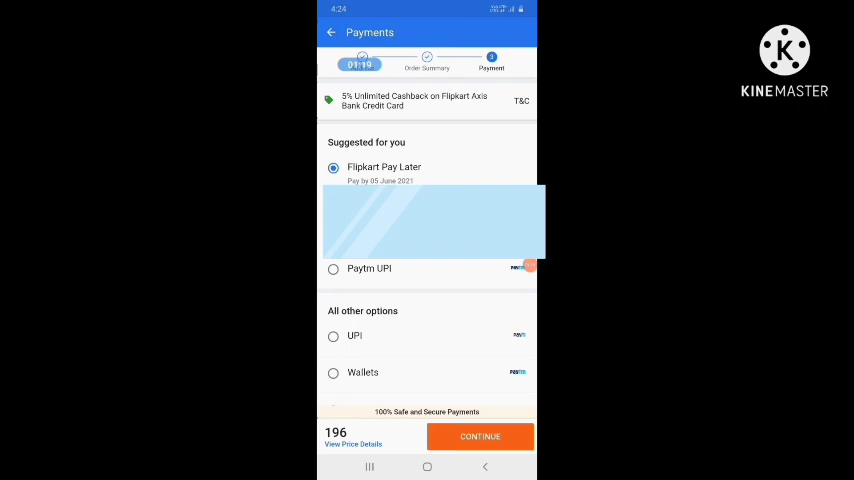 4:24
Payments
01:19
Order Summary
3
Payment
5% Unlimited Cashback on Flipkart Axis
Bank Credit Card
T&C
Suggested for you
Flipkart Pay Later
Pay by 05 June 2021
Paytm UPI
All other options
UPI
Wallets
paytm
100% Safe and Secure Payments
196
View Price Details
CONTINUE
K
KINEMASTER